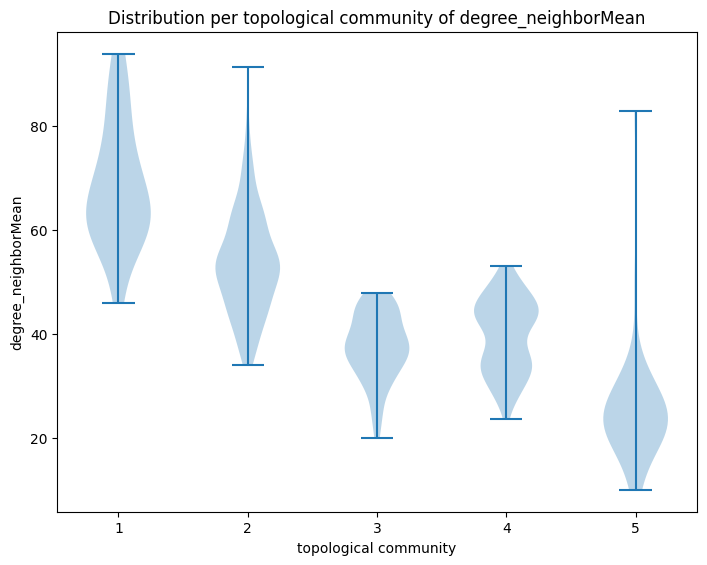 Distribution per topological community of degree_neighborMean
degree_neighborMean
80
60
40
20
1 2 3 4 5
topological community